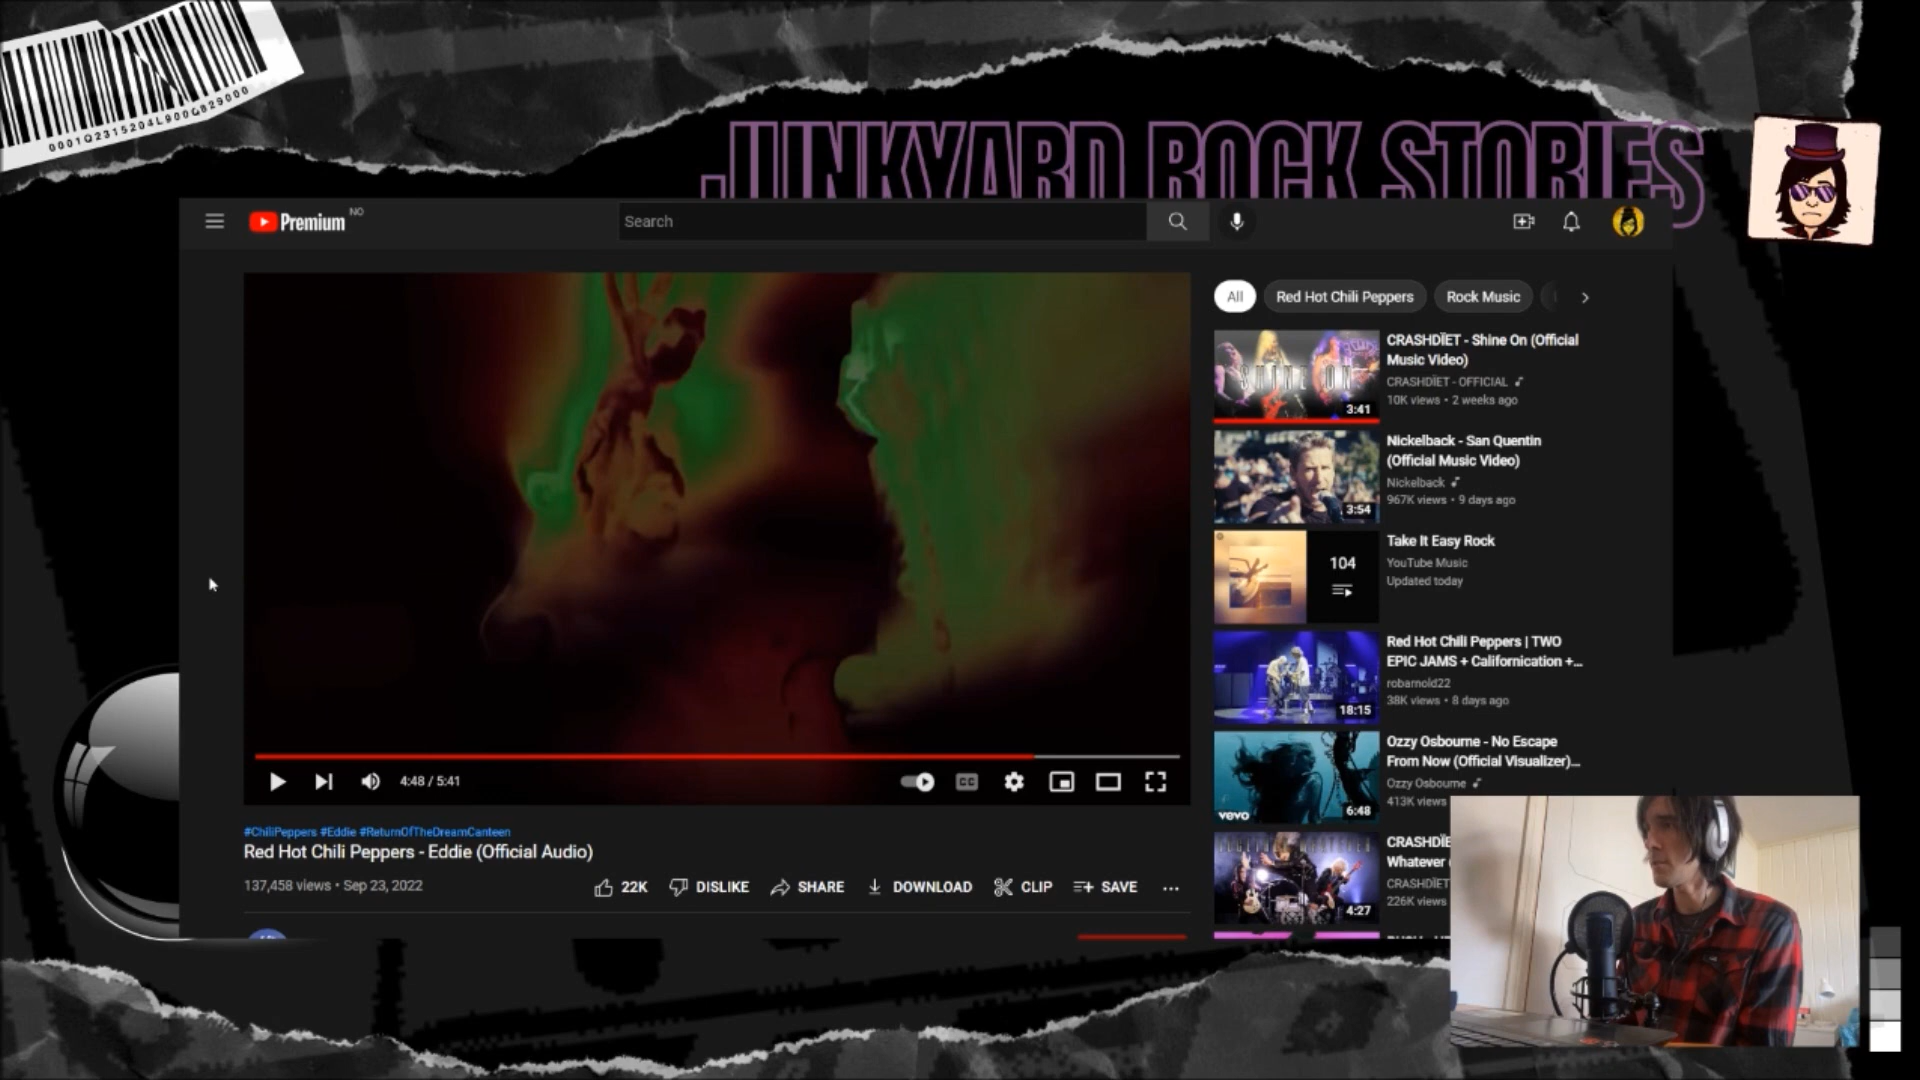 0001Q2315204L900G829000
JUNKYARD ROCK STORIES
Premium NO
Search
All
Red Hot Chili Peppers
Rock Music
CRASHDÏET - Shine On (Official
Music Video)
CRASHDÏET - OFFICIAL
10K views • 2 weeks ago
SHINE ON
3:41
Nickelback - San Quentin
(Official Music Video)
Nickelback
967K views • 9 days ago
3:54
Take It Easy Rock
YouTube Music
Updated today
104
Red Hot Chili Peppers | TWO
EPIC JAMS + Californication +...
robarnold22
38K views • 8 days ago
18:15
Ozzy Osbourne - No Escape
From Now (Official Visualizer)...
Ozzy Osbourne
413K views
vevo
6:48
CRASHDÏE
Whatever
CRASHDÏET
226K views
4:27
4:48 / 5:41
CC
#ChiliPeppers #Eddie #ReturnOfTheDreamCanteen
Red Hot Chili Peppers - Eddie (Official Audio)
137,458 views • Sep 23, 2022
22K
DISLIKE
SHARE
DOWNLOAD
CLIP
SAVE